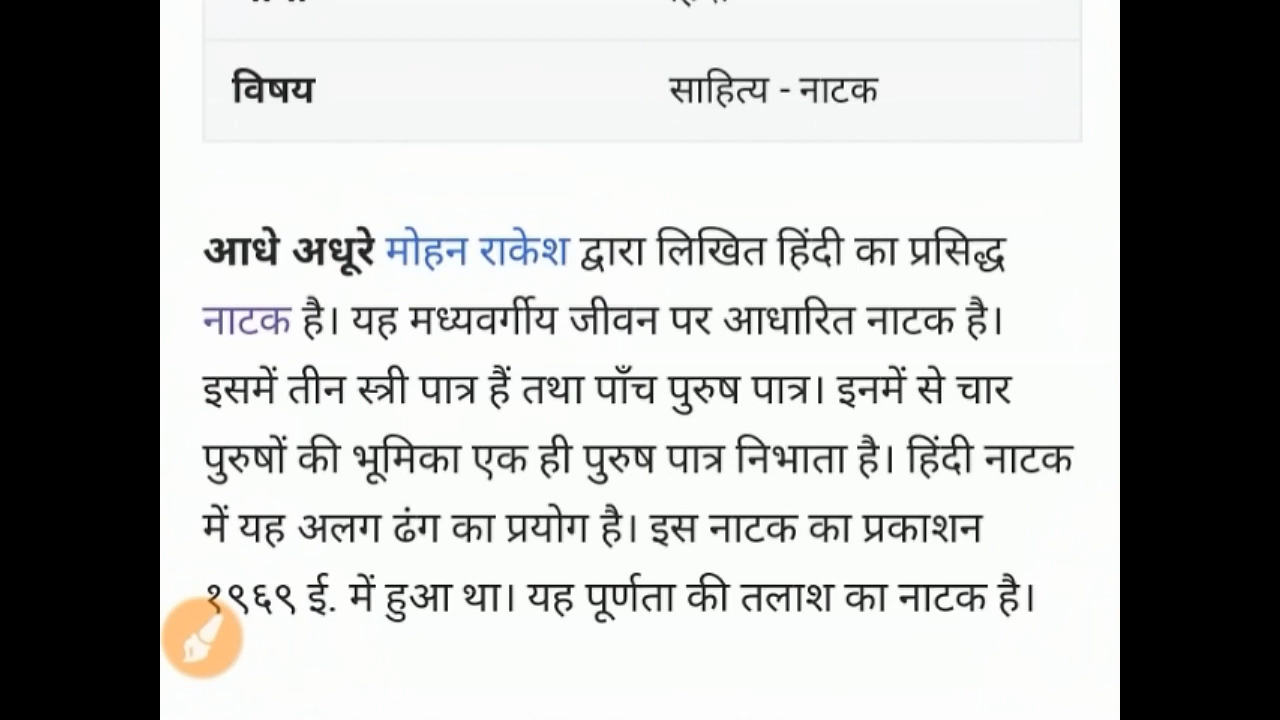 विषय साहित्य - नाटक
आधे अधूरे मोहन राकेश द्वारा लिखित हिंदी का प्रसिद्ध
नाटक है। यह मध्यवर्गीय जीवन पर आधारित नाटक है।
इसमें तीन स्त्री पात्र हैं तथा पाँच पुरुष पात्र। इनमें से चार
पुरुषों की भूमिका एक ही पुरुष पात्र निभाता है। हिंदी नाटक
में यह अलग ढंग का प्रयोग है। इस नाटक का प्रकाशन
१९६९ ई. में हुआ था। यह पूर्णता की तलाश का नाटक है।